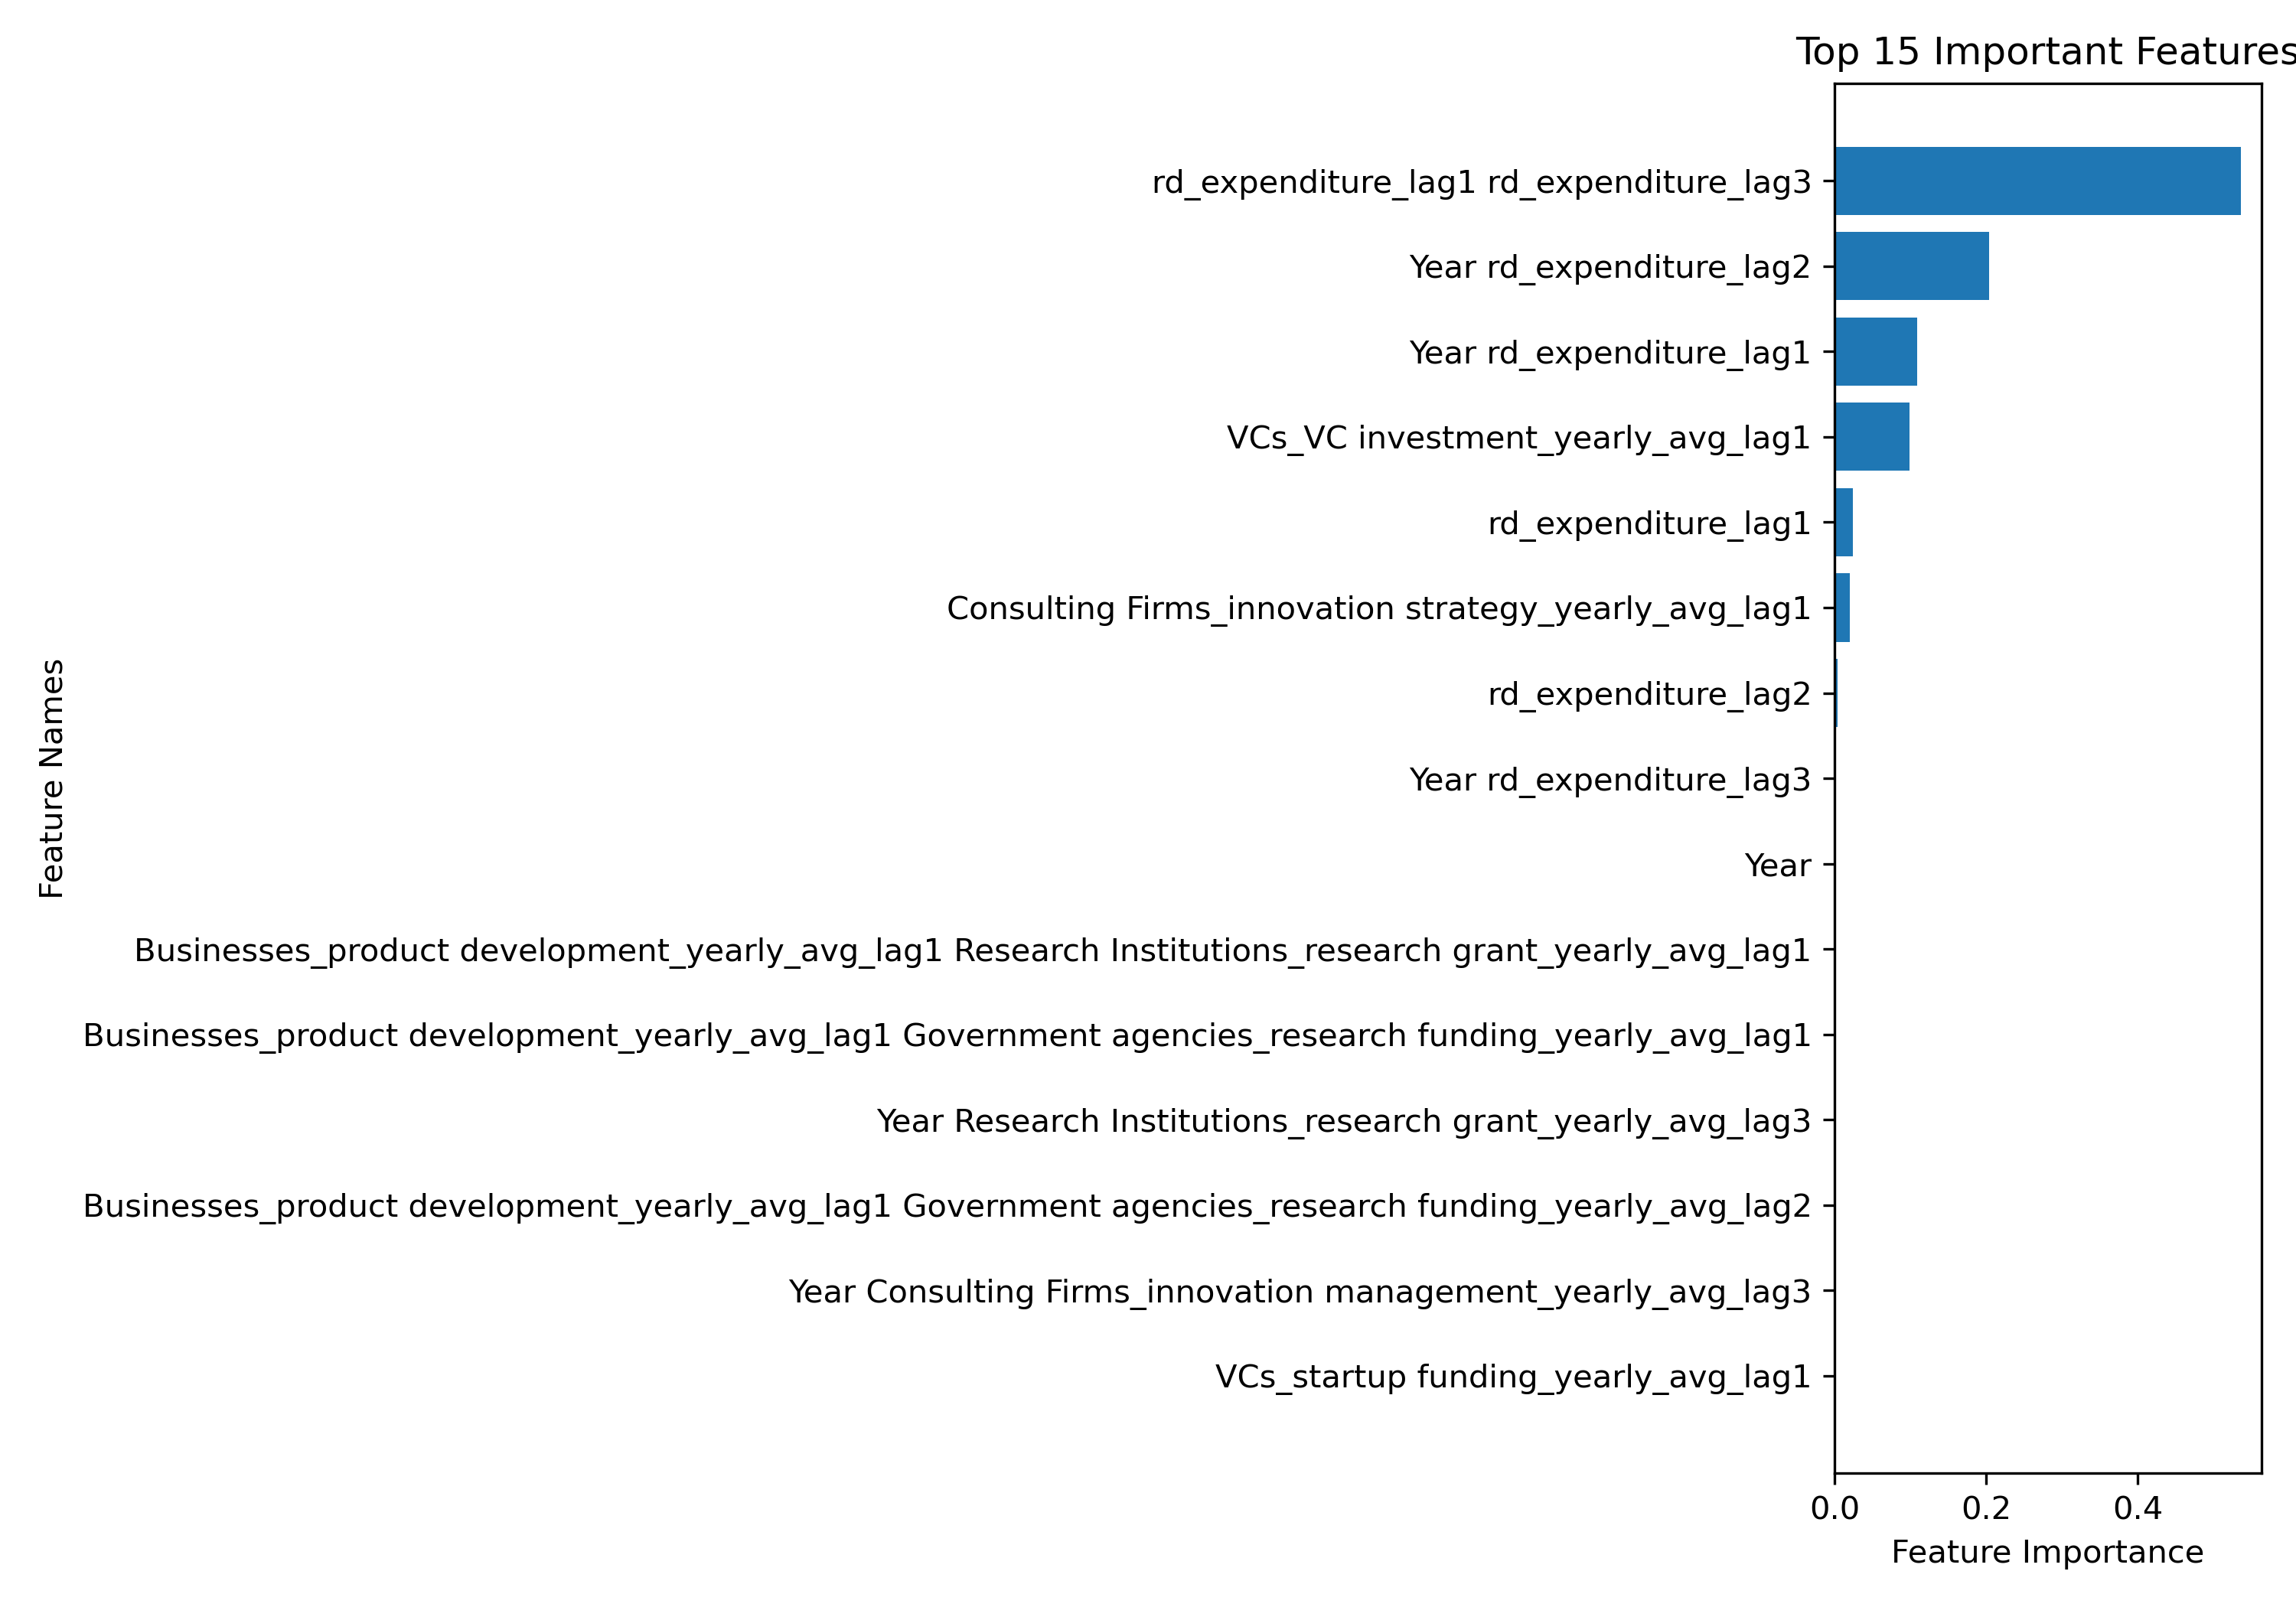 Top 15 Important Features
rd_expenditure_lag1 rd_expenditure_lag3
Year rd_expenditure_lag2
Year rd_expenditure_lag1
VCs_VC investment_yearly_avg_lag1
rd_expenditure_lag1
Consulting Firms_innovation strategy_yearly_avg_lag1
rd_expenditure_lag2
Year rd_expenditure_lag3
Year
Businesses_product development_yearly_avg_lag1 Research Institutions_research grant_yearly_avg_lag1
Businesses_product development_yearly_avg_lag1 Government agencies_research funding_yearly_avg_lag1
Year Research Institutions_research grant_yearly_avg_lag3
Businesses_product development_yearly_avg_lag1 Government agencies_research funding_yearly_avg_lag2
Year Consulting Firms_innovation management_yearly_avg_lag3
VCs_startup funding_yearly_avg_lag1
Feature Names
0.0 0.2 0.4
Feature Importance